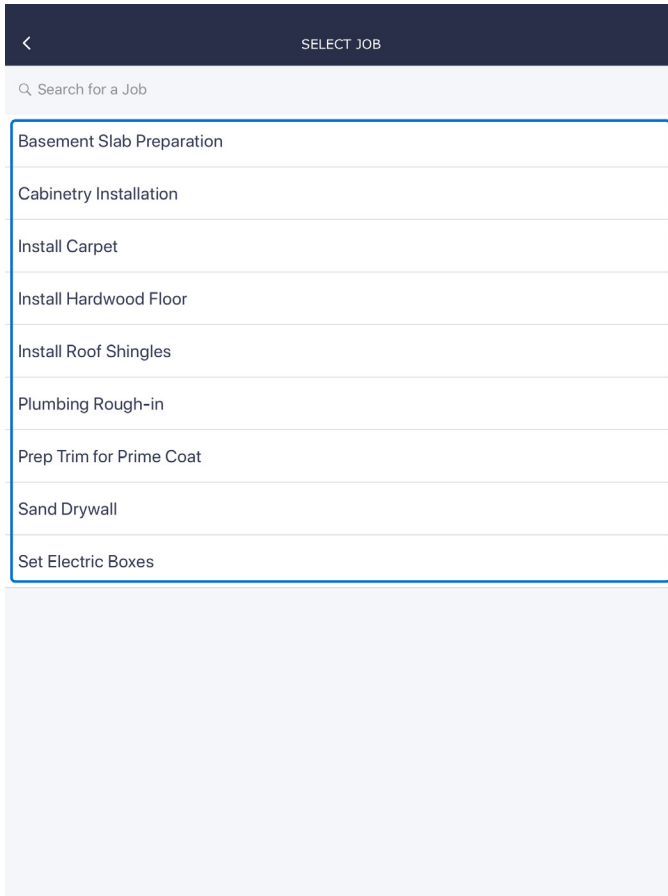 SELECT JOB
Search for a Job
Basement Slab Preparation
Cabinetry Installation
Install Carpet
Install Hardwood Floor
Install Roof Shingles
Plumbing Rough-in
Prep Trim for Prime Coat
Sand Drywall
Set Electric Boxes